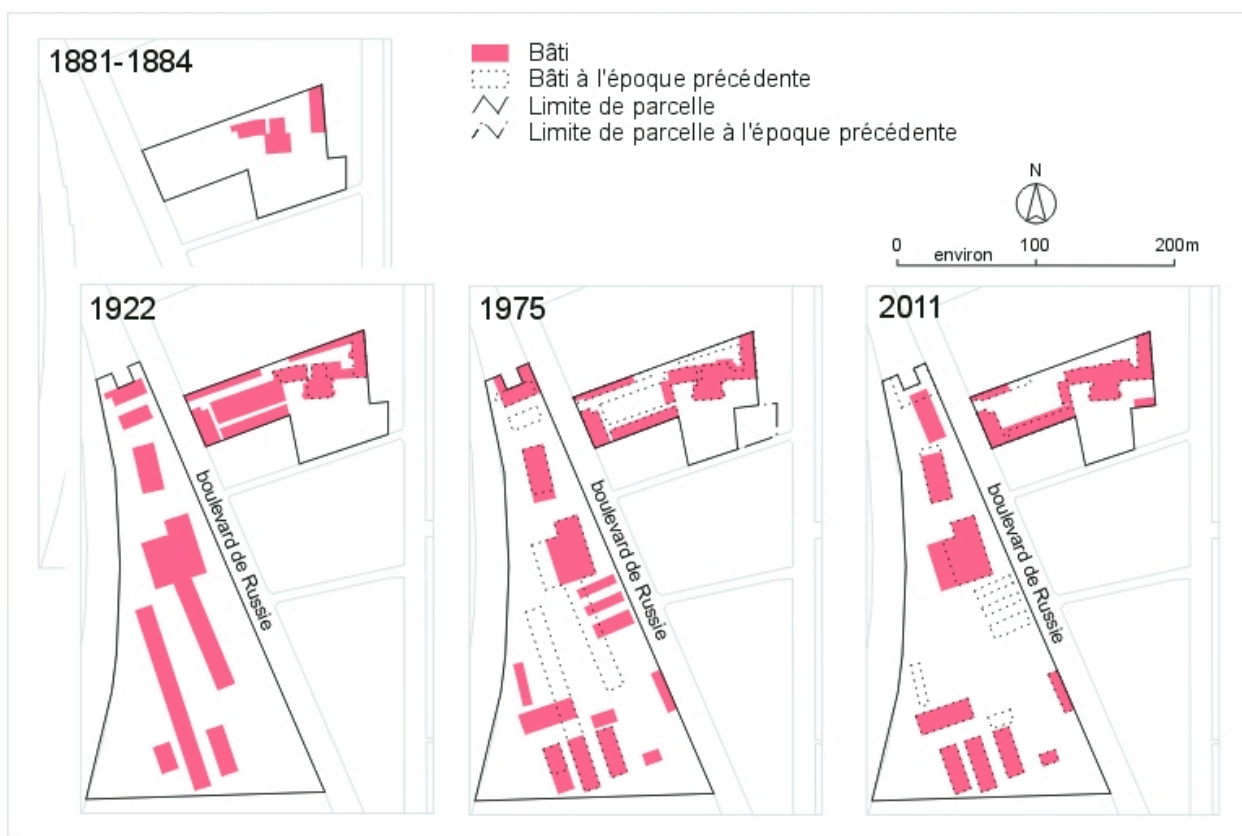 1881-1884
Bâti
Bâti à l'époque précédente
Limite de parcelle
Limite de parcelle à l'époque précédente
N
0 environ 100 200m
1922
boulevard de Russie
1975
boulevard de Russie
2011
boulevard de Russie